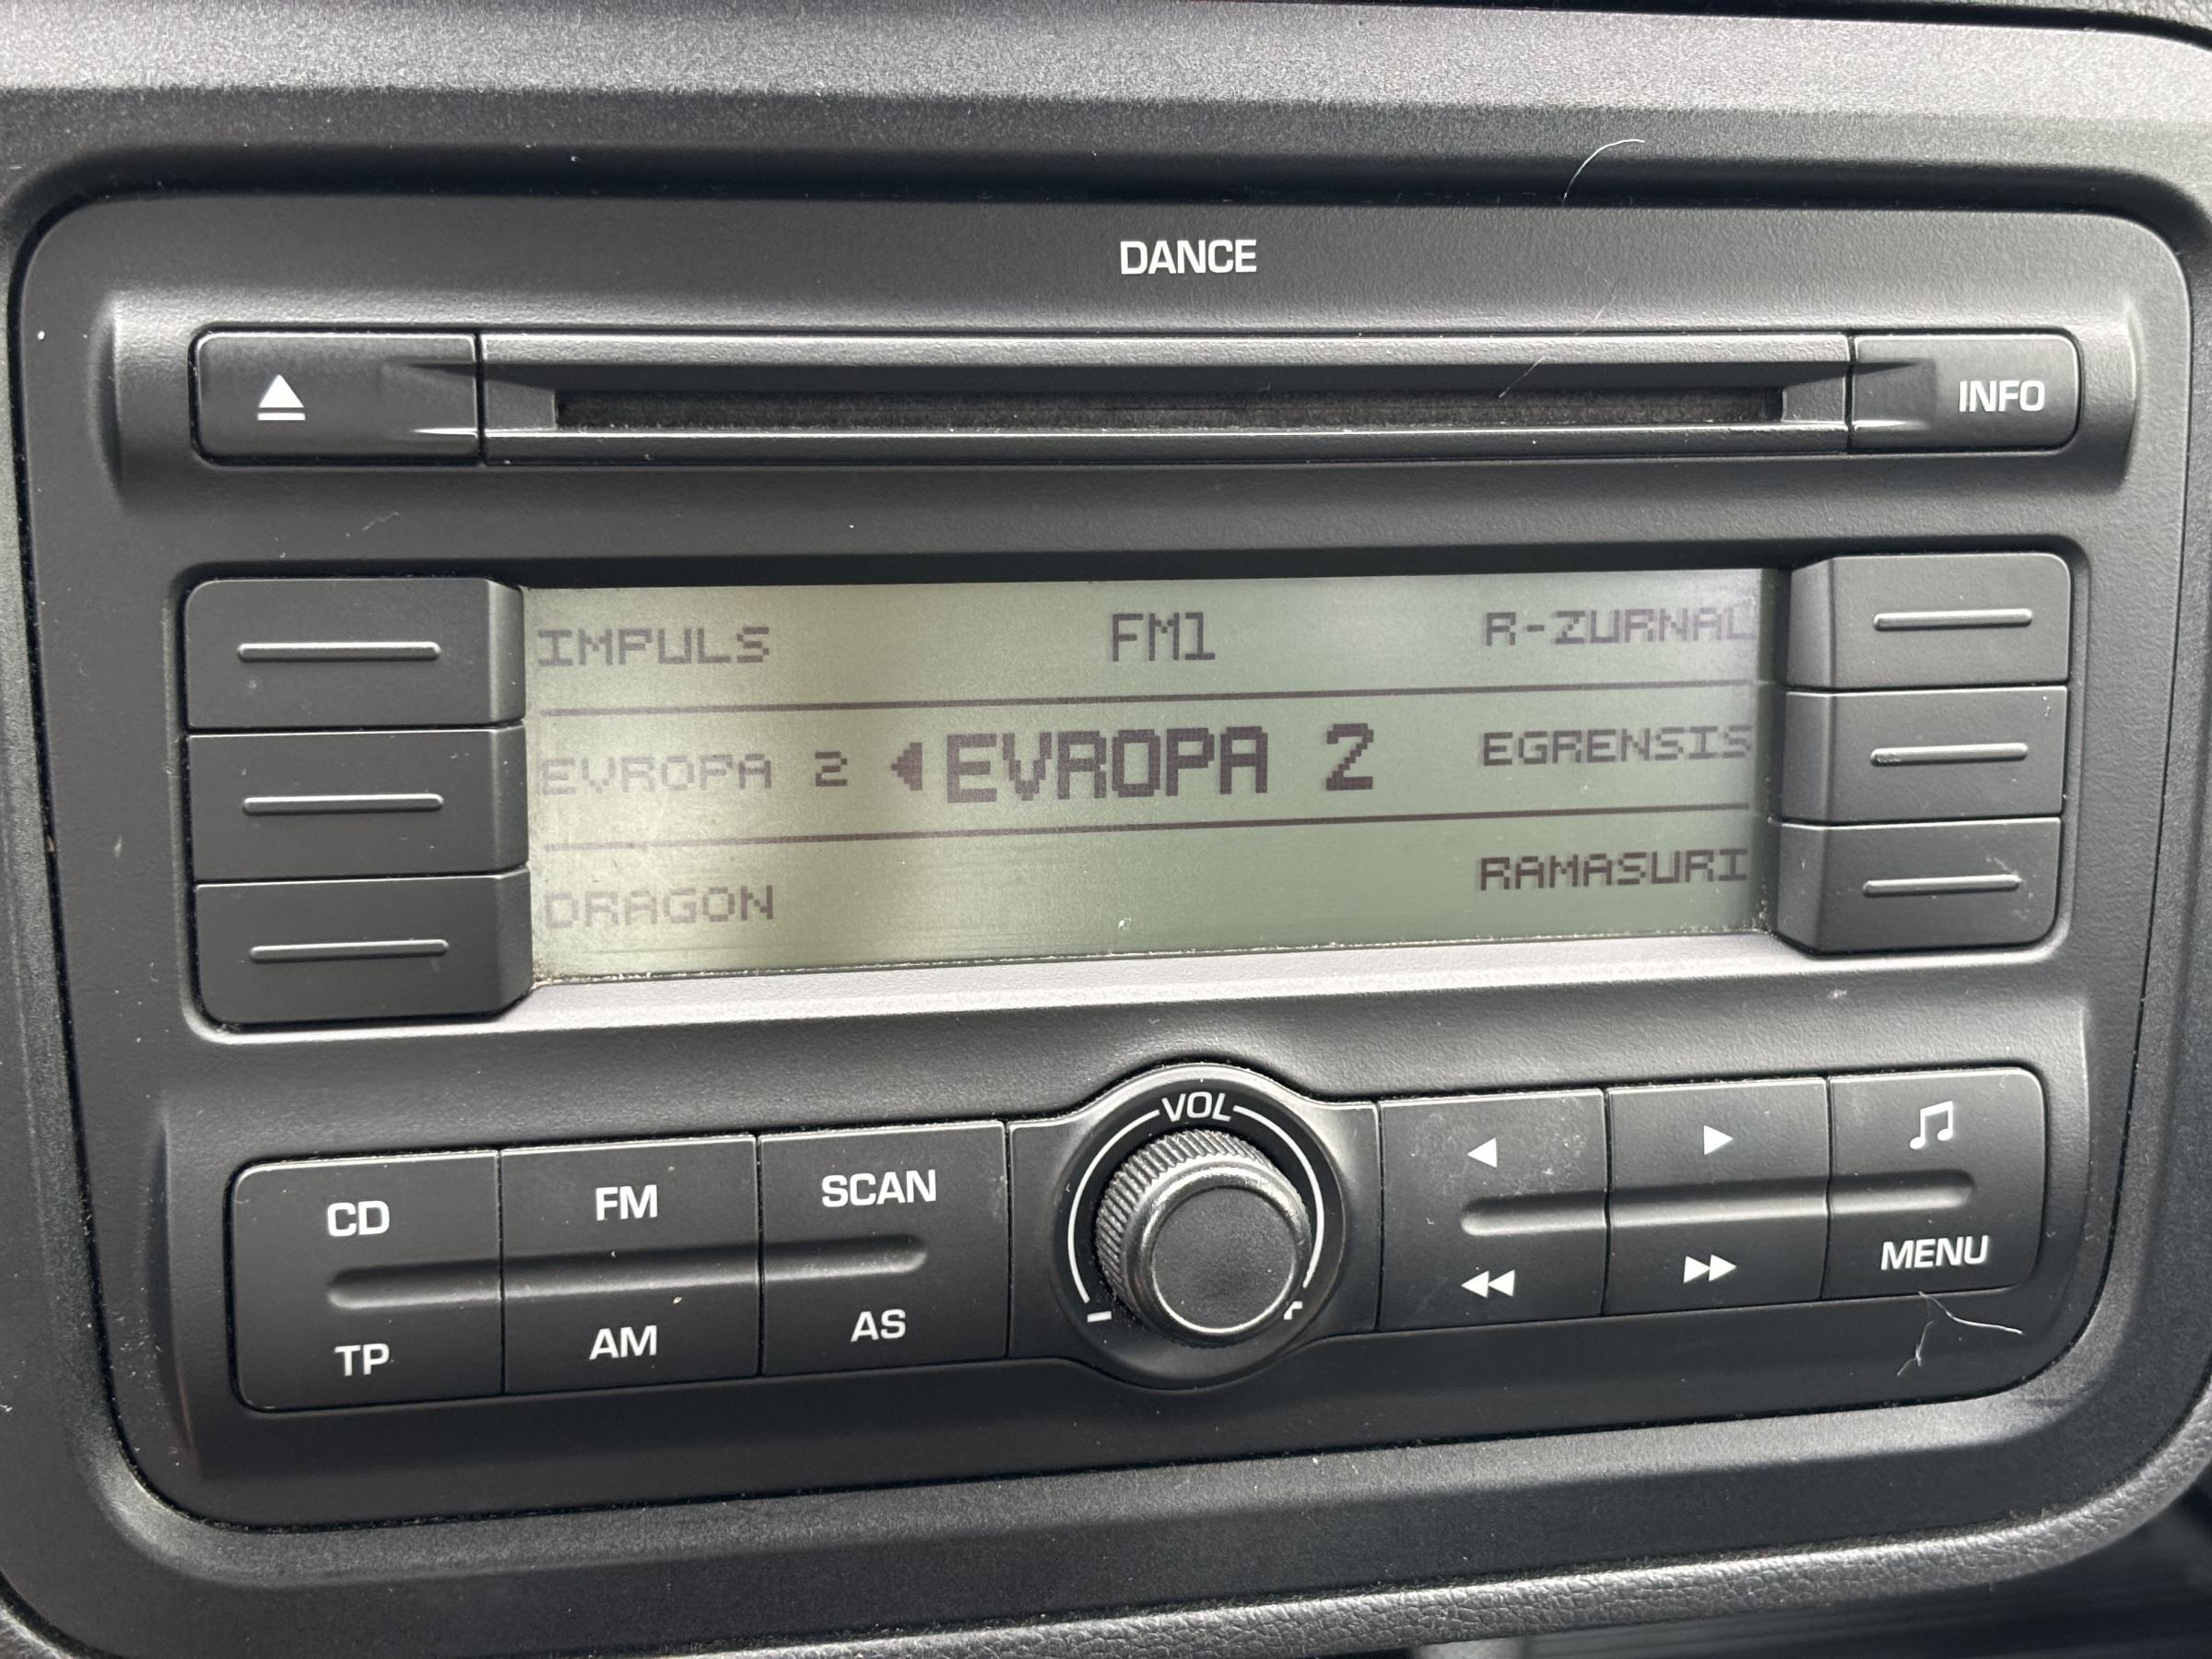 DANCE
INFO
IMPULS FM1 R-ZURNAL
EVROPA 2 EVROPA 2 EGRENSIS
DRAGON RAMASURI
VOL
CD FM SCAN
TP AM AS MENU